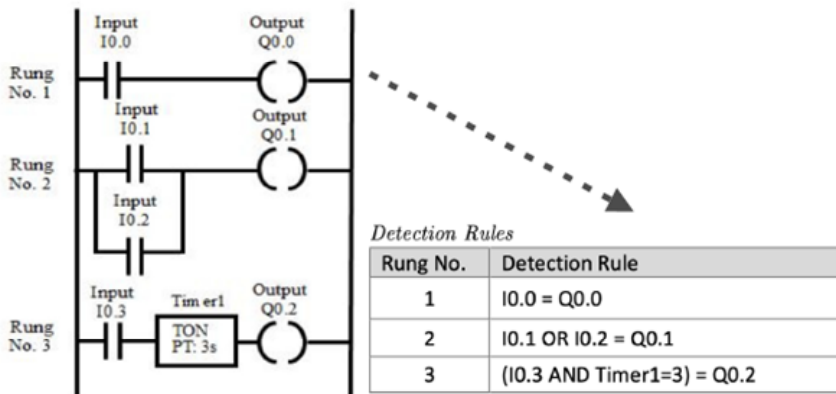 Input
I0.0
Output
Q0.0
Rung
No. 1
Input
I0.1
Output
Q0.1
Rung
No. 2
Input
I0.2
Input
I0.3
Timer1
TON
PT: 3s
Output
Q0.2
Rung
No. 3
Detection Rules
Rung No. Detection Rule
1 I0.0 = Q0.0
2 I0.1 OR I0.2 = Q0.1
3 (I0.3 AND Timer1=3) = Q0.2